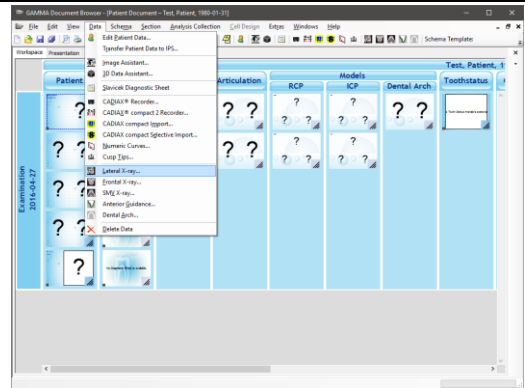 GAMMA Document Browser - [Patient Document – Test, Patient, 1980-01-31]
File Edit View Data Schema Section Analysis Collection Cell Design Extras Windows Help
Schema Template:
Workspace Presentation
Edit Patient Data...
Transfer Patient Data to IPS...
Image Assistant...
3D Data Assistant...
Slavicek Diagnostic Sheet
CADIAX® Recorder...
CADIAX® compact 2 Recorder...
CADIAX compact Import...
CADIAX compact Selective Import...
Numeric Curves...
Cusp Tips...
Lateral X-ray...
Frontal X-ray...
SMV X-ray...
Anterior Guidance...
Dental Arch...
Delete Data
Test, Patient, 1
Patient
Articulation
Models
RCP ICP Dental Arch
Toothstatus
Examination
2016-04-27
? ? ?
? ? ?
? ? ?
? ? ?
? ?
? ?
? ?
? ?
?